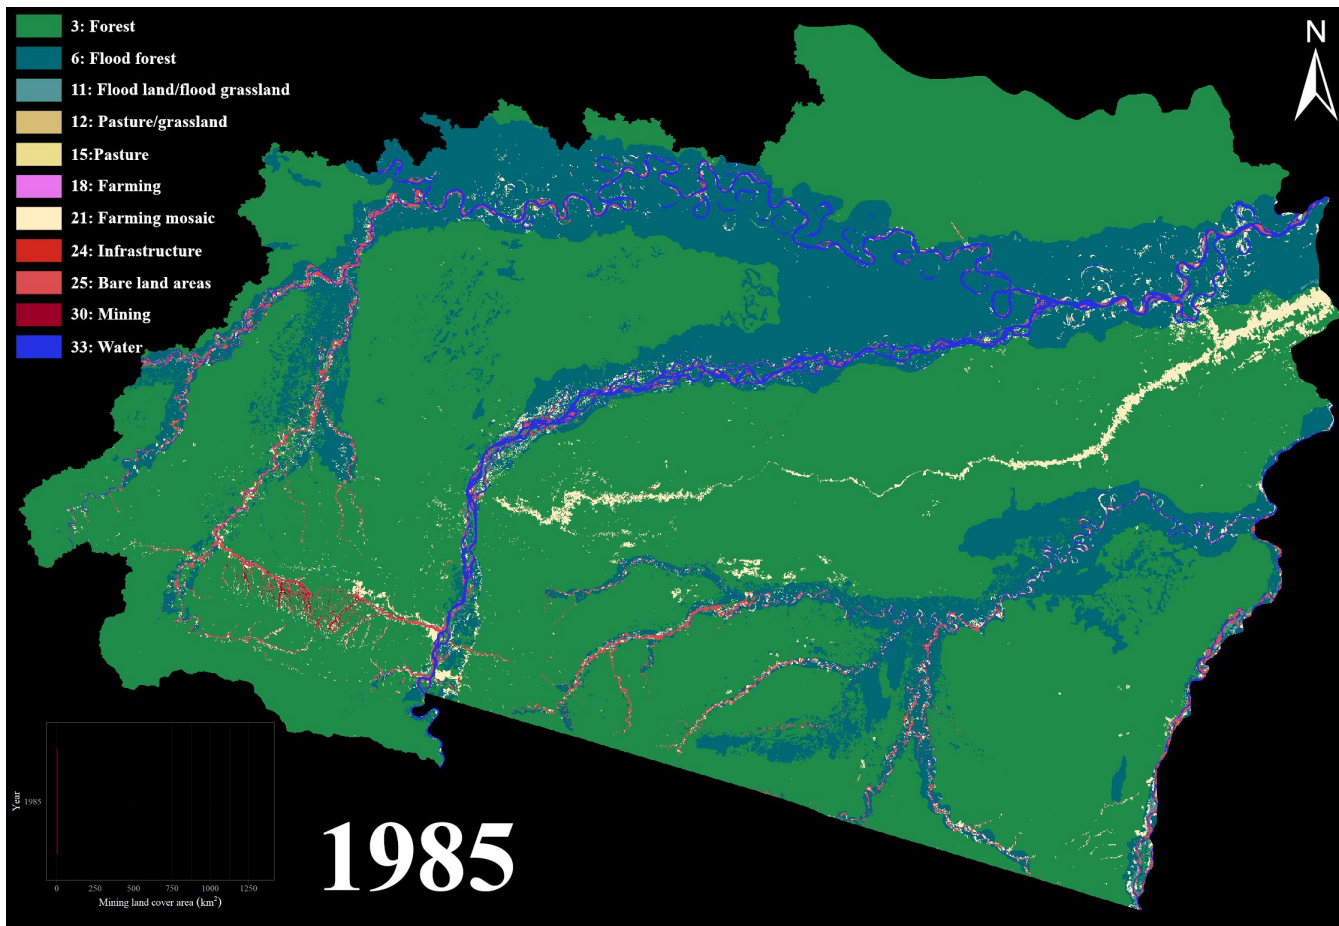 3: Forest
6: Flood forest
11: Flood land/flood grassland
12: Pasture/grassland
15:Pasture
18: Farming
21: Farming mosaic
24: Infrastructure
25: Bare land areas
30: Mining
33: Water
N
Year
1985
0 250 500 750 1000 1250
Mining land cover area (km²)
1985